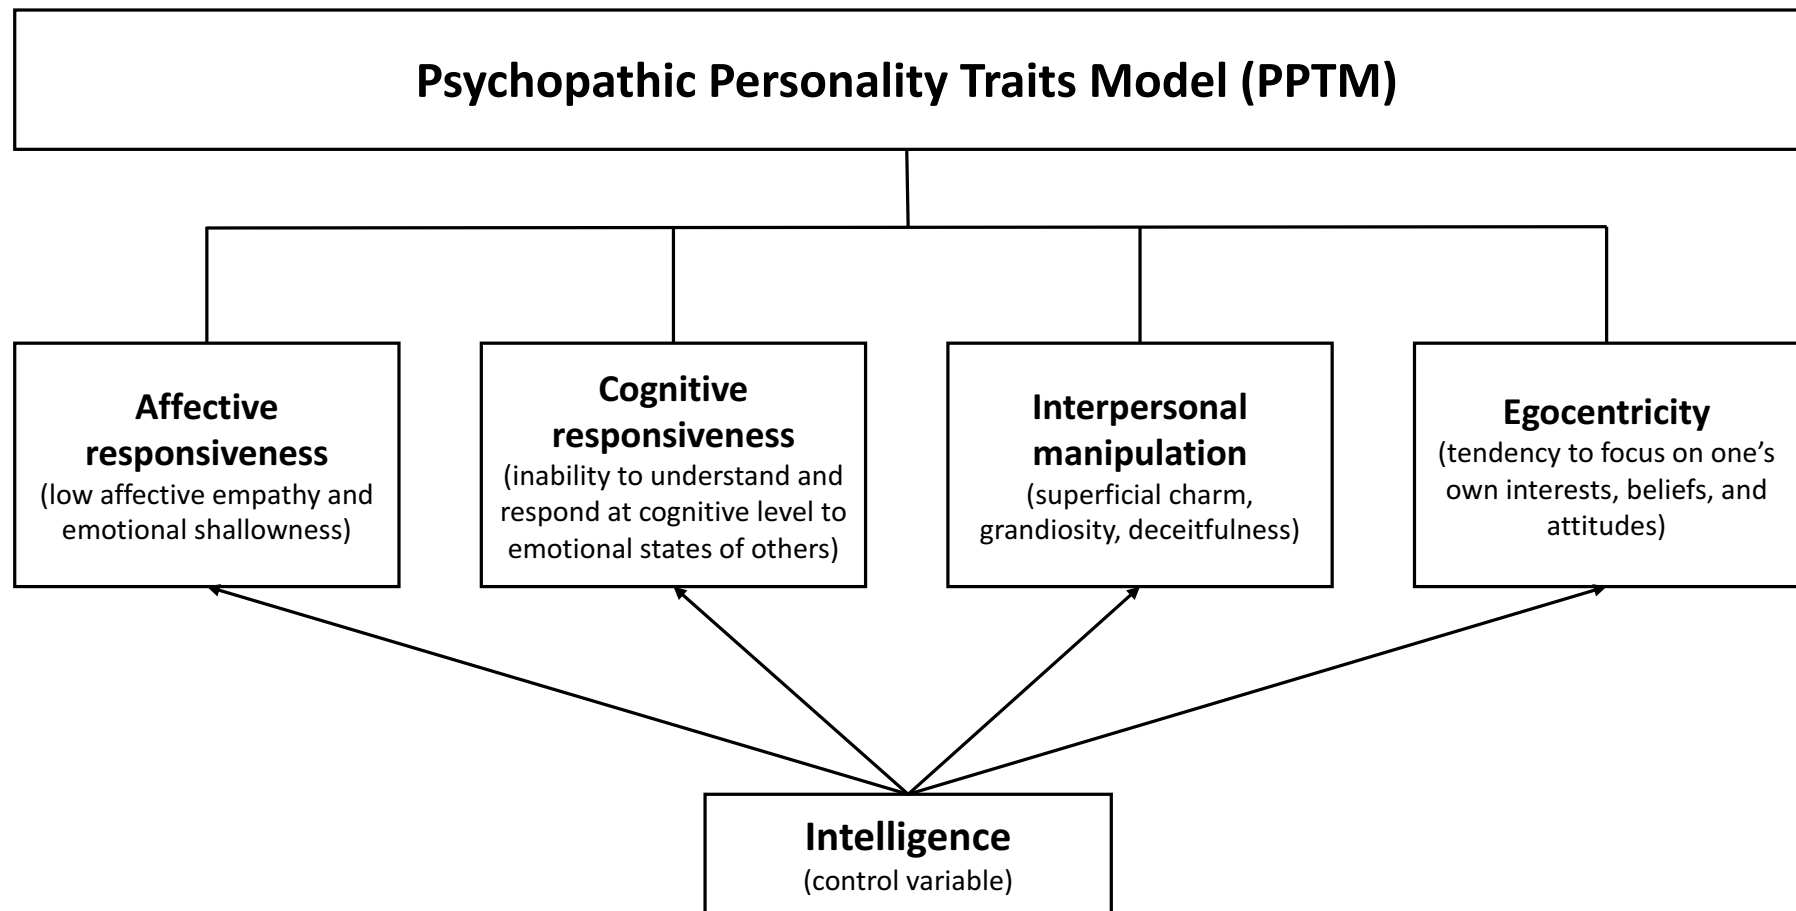 Psychopathic Personality Traits Model (PPTM)
Affective
responsiveness
(low affective empathy and
emotional shallowness)
Cognitive
responsiveness
(inability to understand and
respond at cognitive level to
emotional states of others)
Interpersonal
manipulation
(superficial charm,
grandiosity, deceitfulness)
Egocentricity
(tendency to focus on one’s
own interests, beliefs, and
attitudes)
Intelligence
(control variable)